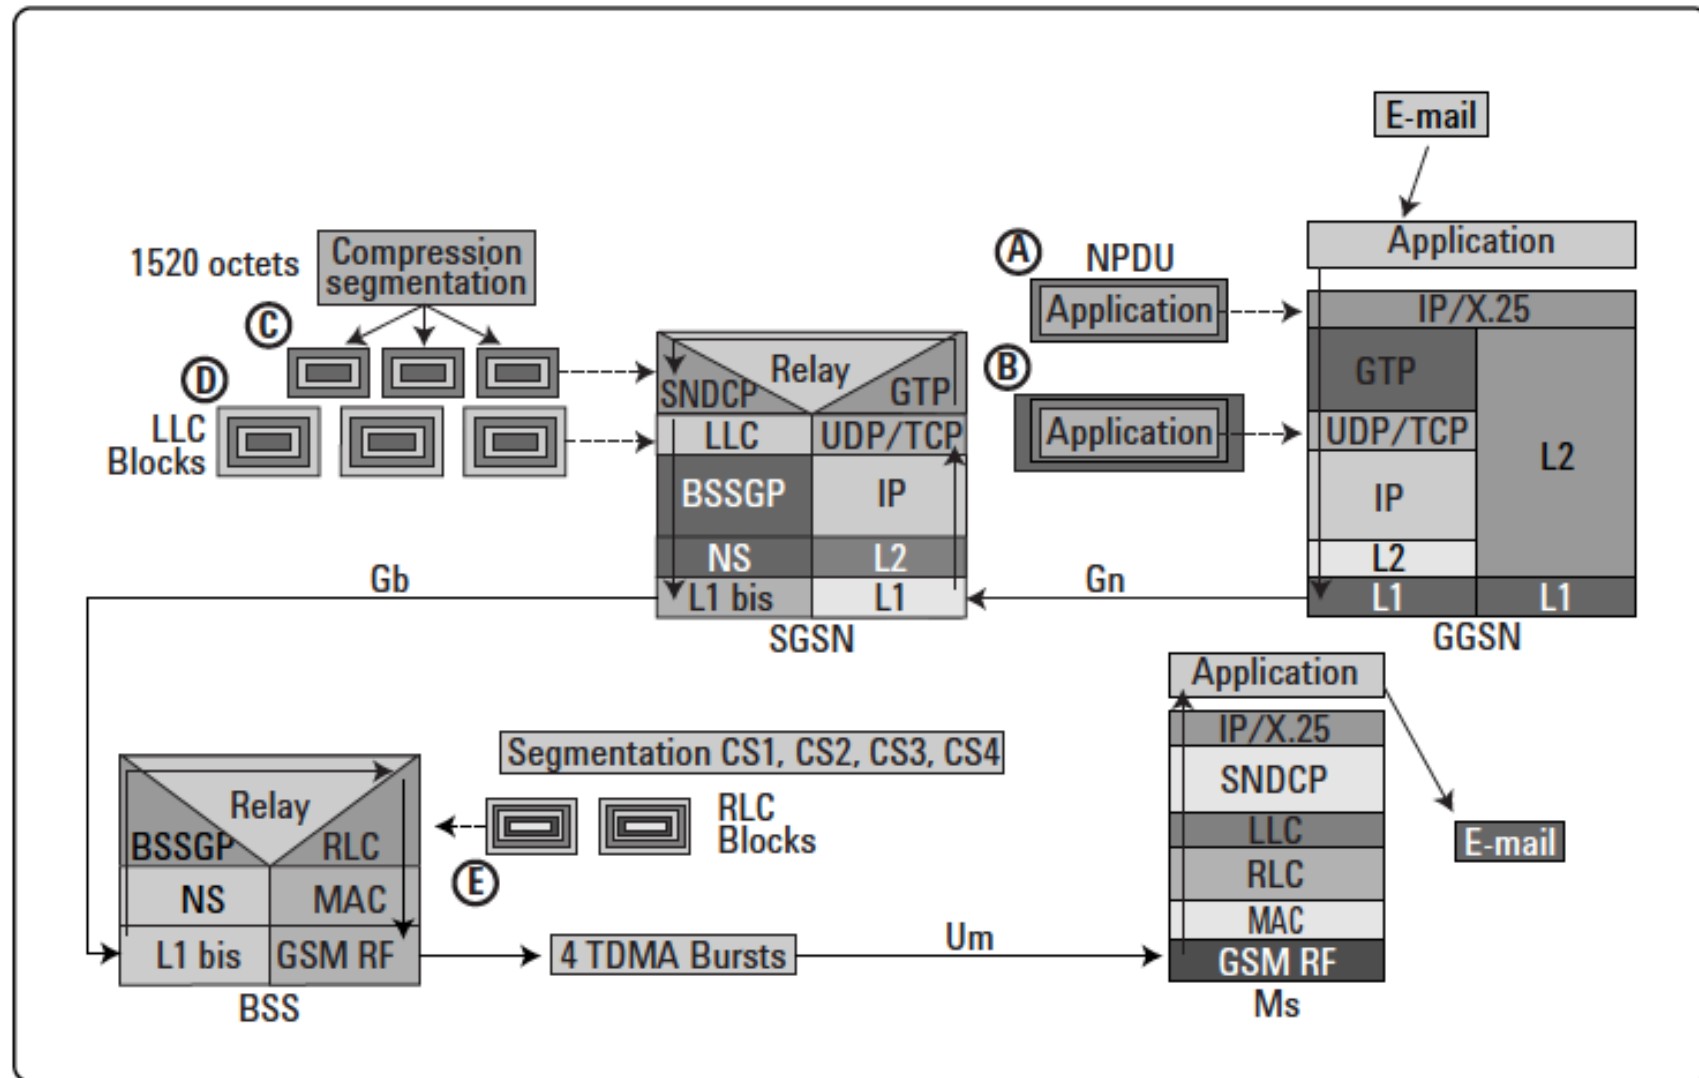 E-mail
Application
1520 octets
Compression
segmentation
A
NPDU
Application
IP/X.25
C
GTP
L2
D
Relay
SNDCP
GTP
B
LLC
Blocks
LLC
UDP/TCP
Application
UDP/TCP
BSSGP
IP
IP
NS
L2
L2
Gb
L1 bis
L1
Gn
L1
L1
SGSN
GGSN
Application
IP/X.25
Segmentation CS1, CS2, CS3, CS4
SNDCP
Relay
BSSGP
RLC
RLC
Blocks
LLC
E-mail
E
RLC
NS
MAC
MAC
L1 bis
GSM RF
4 TDMA Bursts
Um
GSM RF
BSS
Ms